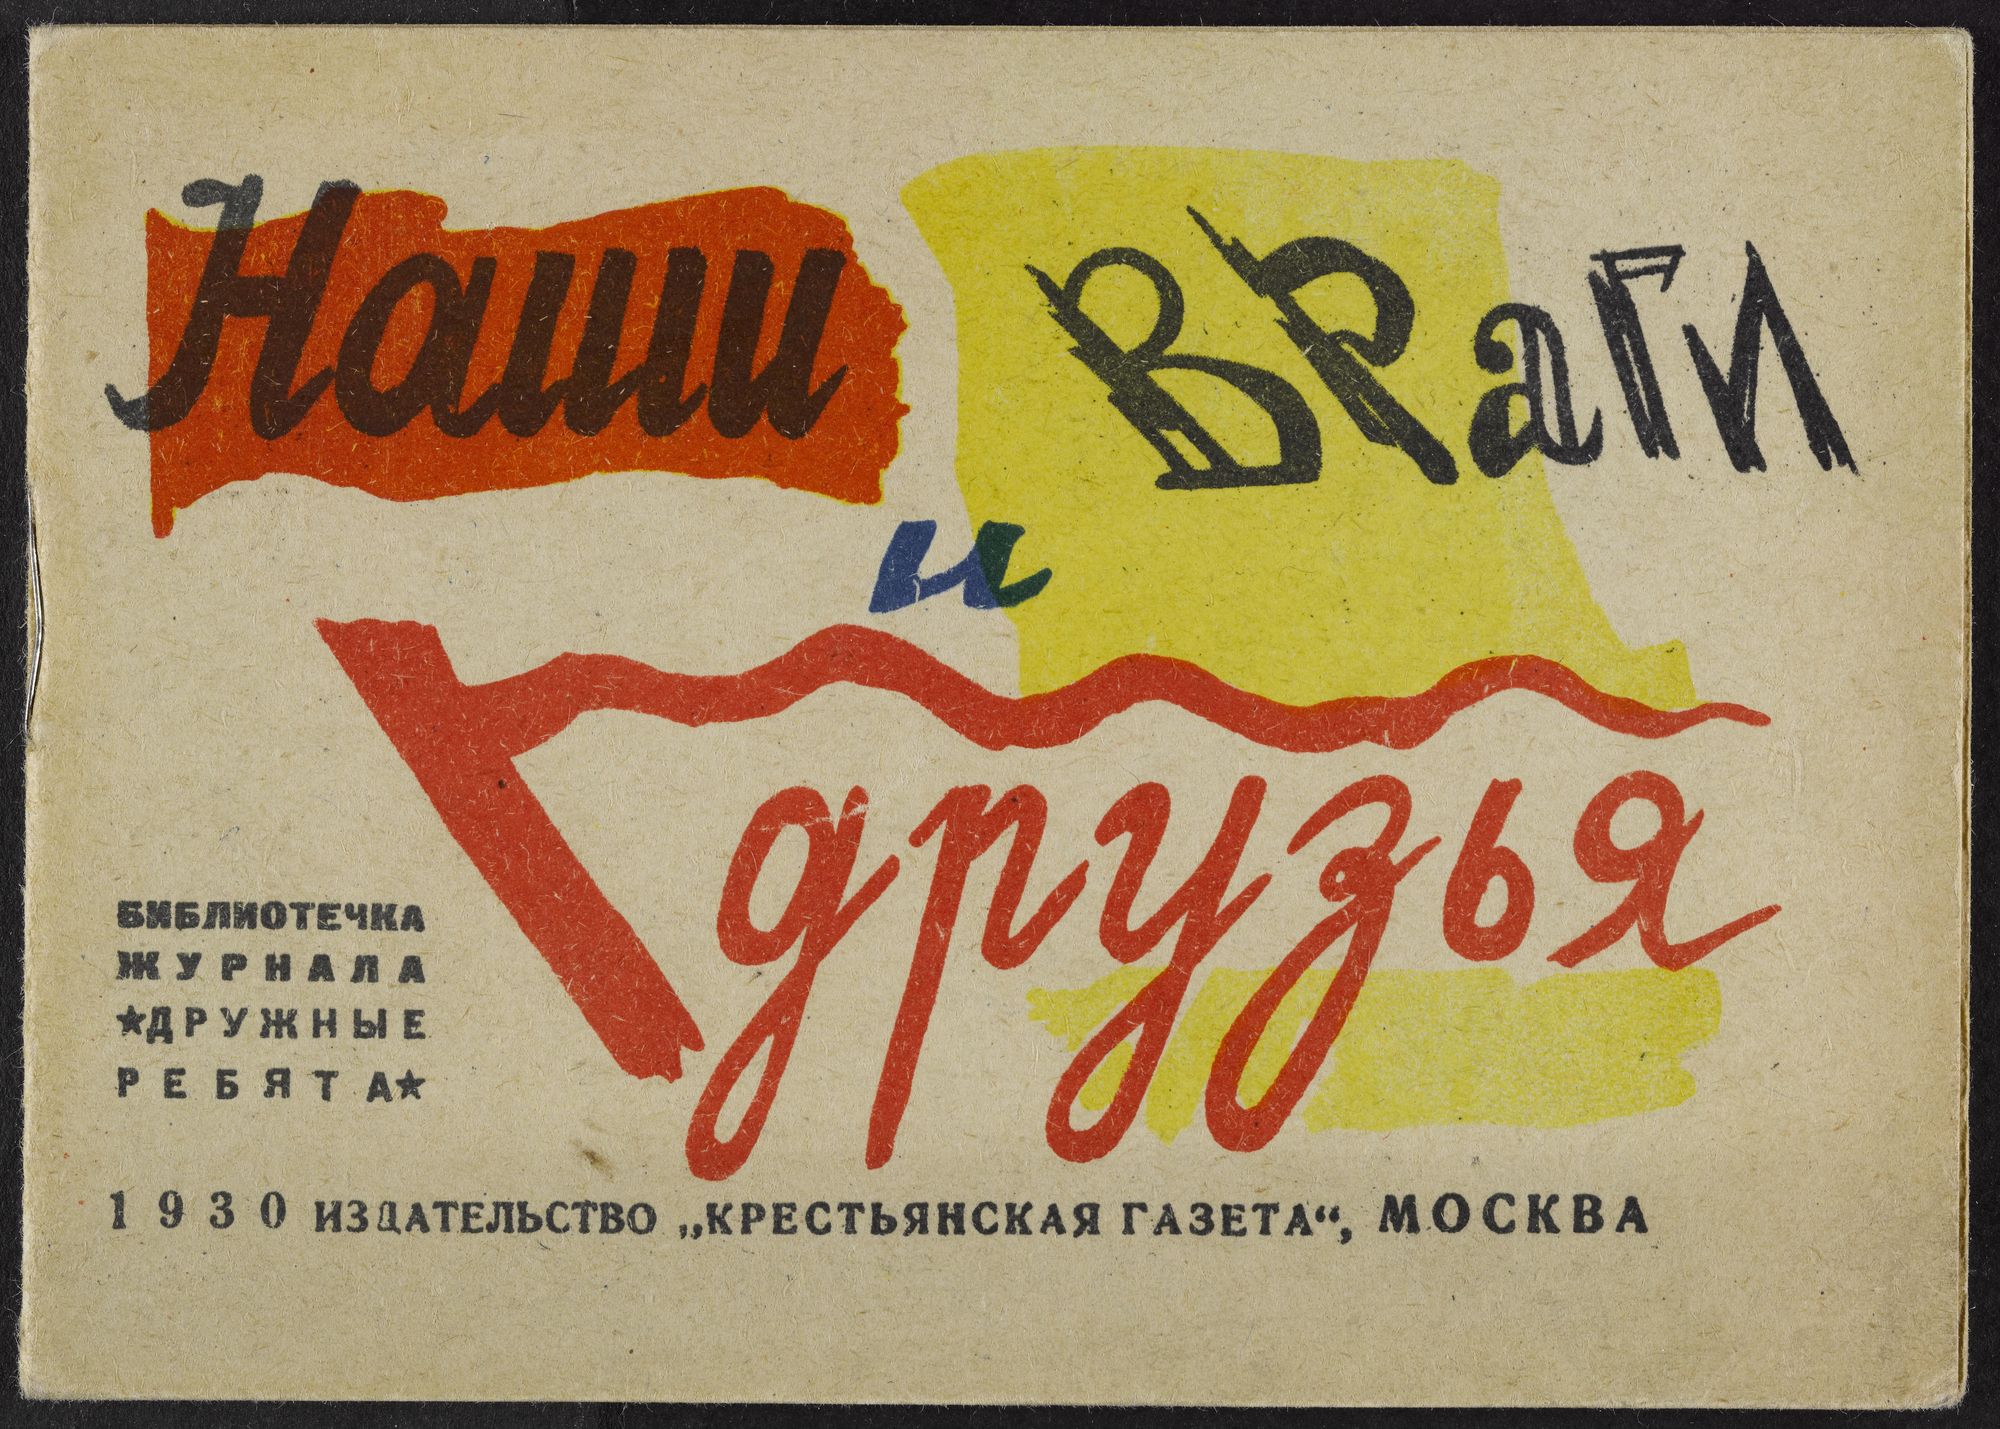 Наши враги
и
друзья
БИБЛИОТЕЧКА
ЖУРНАЛА
★ДРУЖНЫЕ
РЕБЯТА★
1930 ИЗДАТЕЛЬСТВО „КРЕСТЬЯНСКАЯ ГАЗЕТА“, МОСКВА